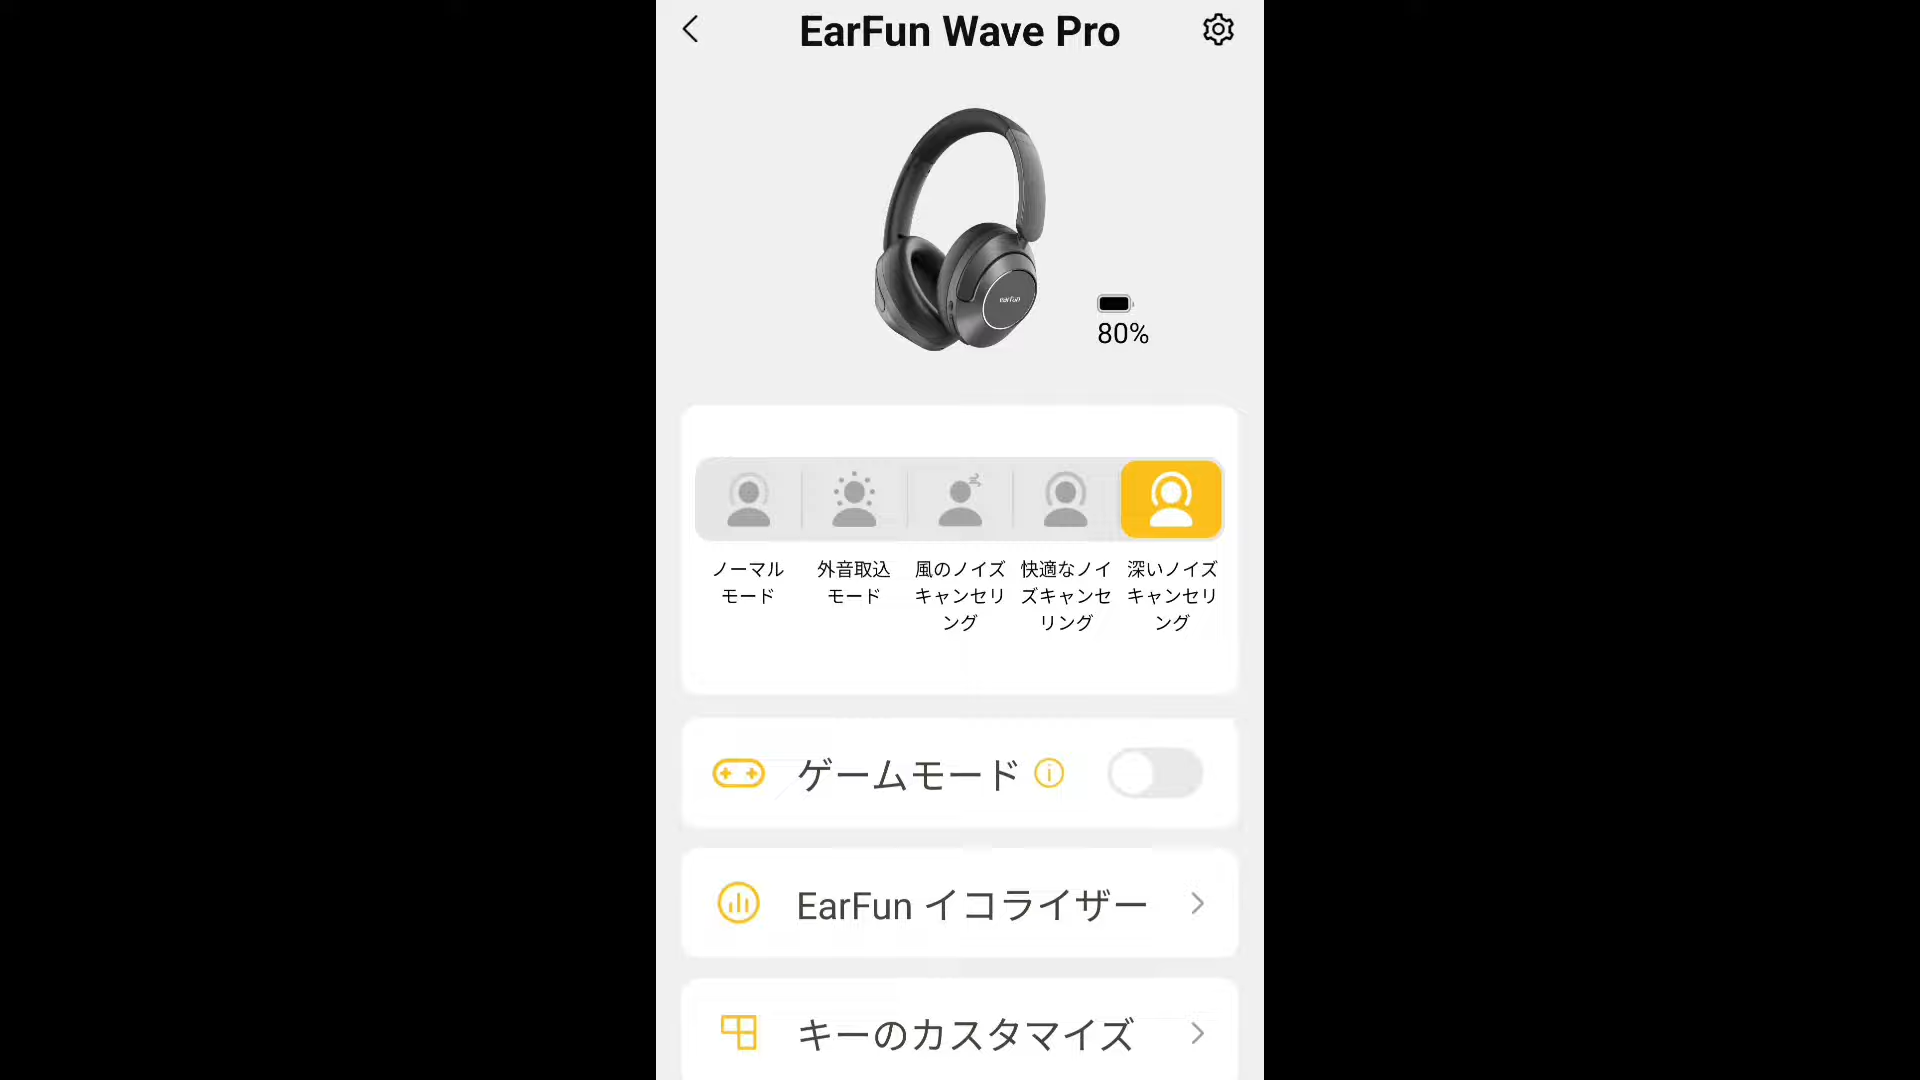 EarFun Wave Pro
earfun
80%
ノーマル
モード
外音取込
モード
風のノイズ
キャンセリ
ング
快適なノイ
ズキャンセ
リング
深いノイズ
キャンセリ
ング
ゲームモード
EarFun イコライザー
キーのカスタマイズ